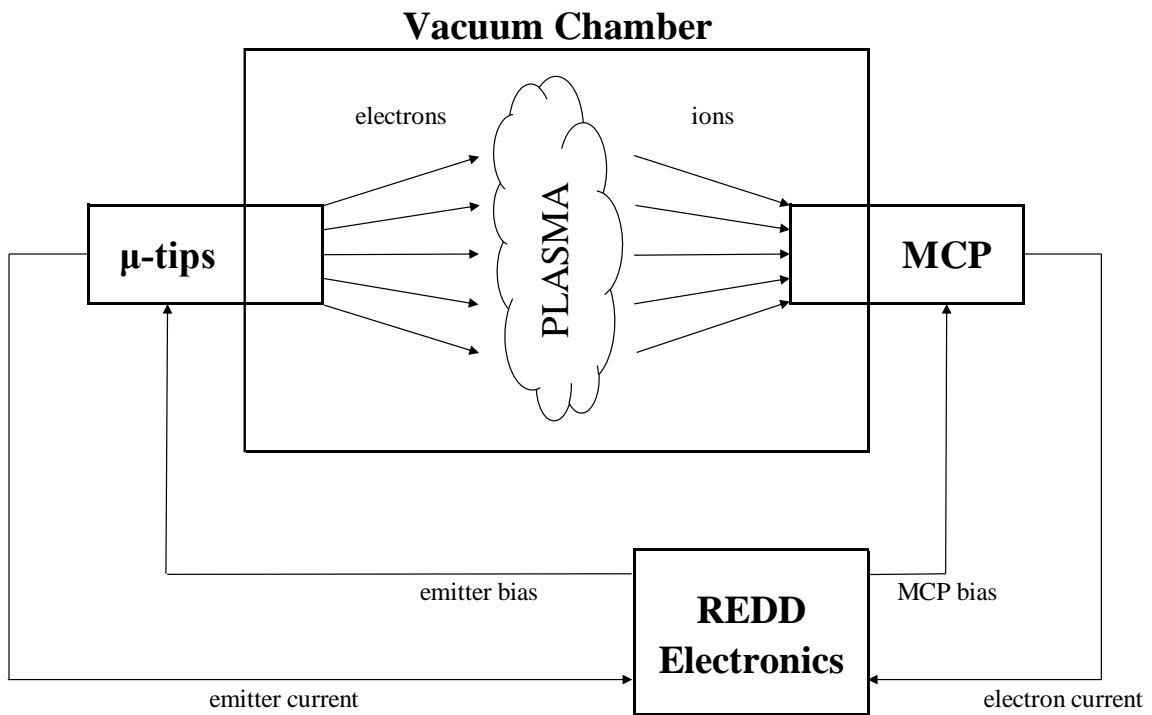 Vacuum Chamber
electrons
ions
PLASMA
μ-tips
MCP
emitter bias
MCP bias
REDD
Electronics
emitter current
electron current